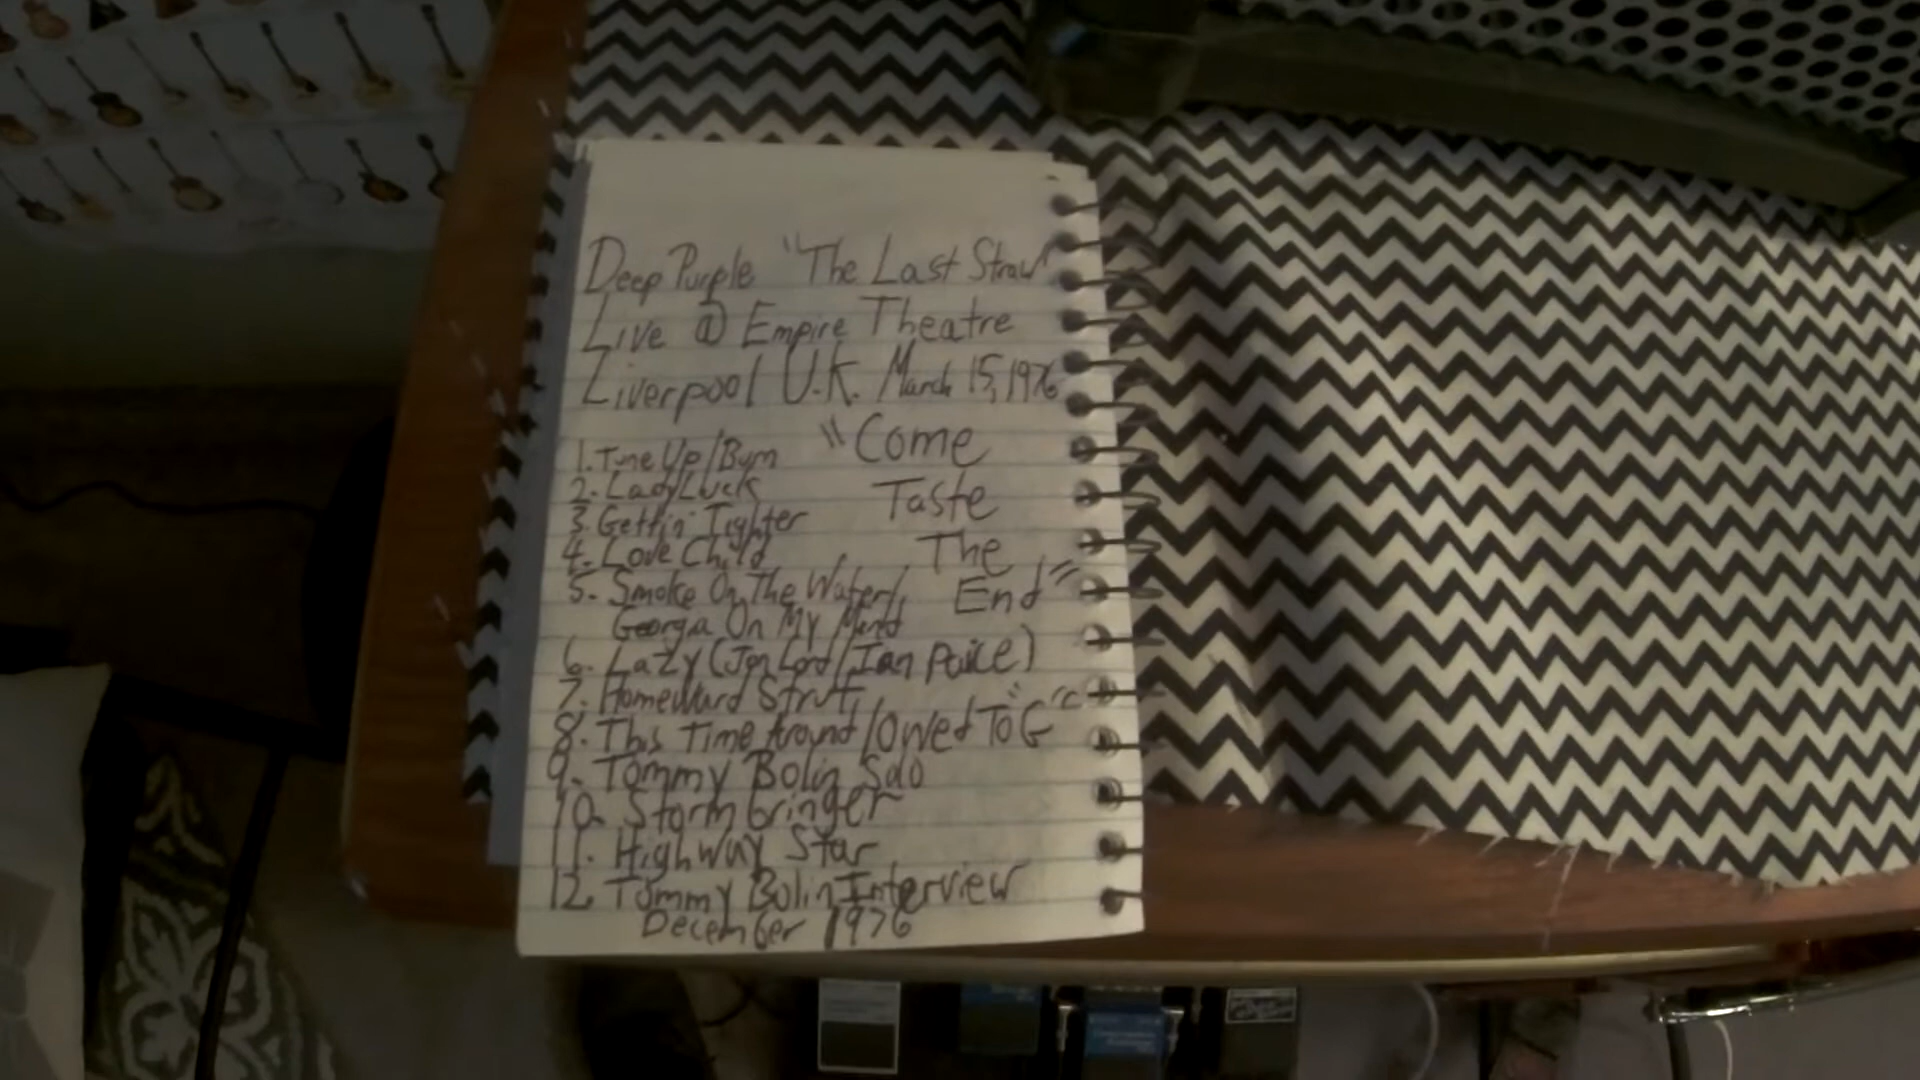 Deep Purple "The Last Straw"
Live @ Empire Theatre
Liverpool U.K. March 15, 1976
"Come
Taste
The
End"
1. Tune Up/Burn
2. Lady Luck
3. Gettin' Tighter
4. Love Child
5. Smoke On The Water/
Georgia On My Mind
6. Lazy (Jon Lord/Ian Paice)
7. Homeward Strut
8. This Time Around/Owed To "G"
9. Tommy Bolin Solo
10. Stormbringer
11. Highway Star
12. Tommy Bolin Interview
December 1976